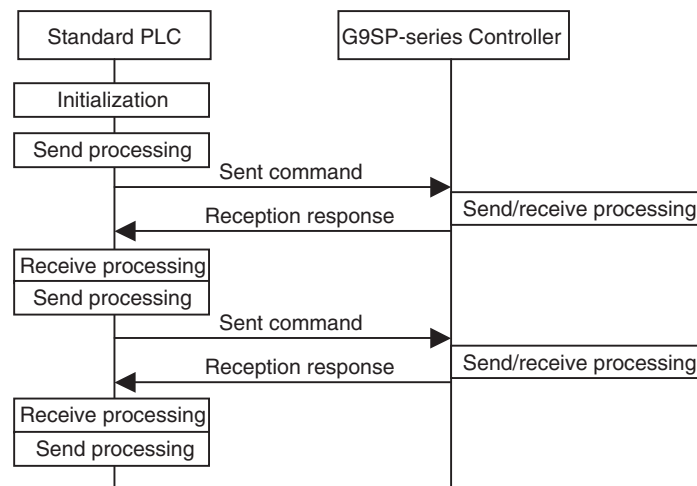 Standard PLC
G9SP-series Controller
Initialization
Send processing
Sent command
Send/receive processing
Reception response
Receive processing
Send processing
Sent command
Send/receive processing
Reception response
Receive processing
Send processing